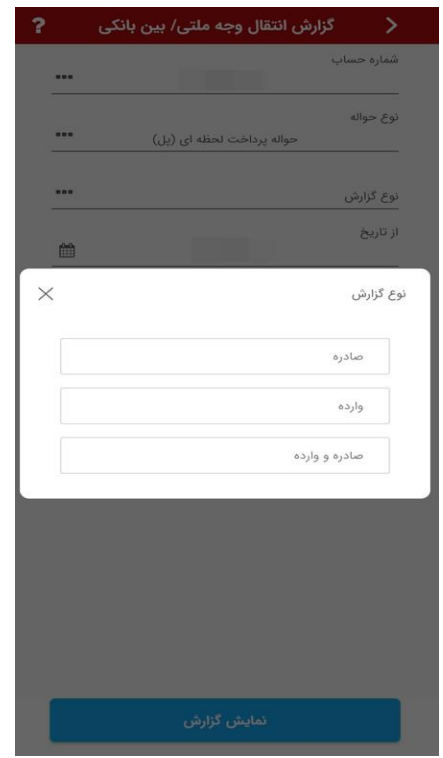 گزارش انتقال وجه ملتی/ بین بانکی
?
شماره حساب
نوع حواله
حواله پرداخت لحظه ای (پل)
نوع گزارش
از تاریخ
نوع گزارش
صادره
وارده
صادره و وارده
نمایش گزارش